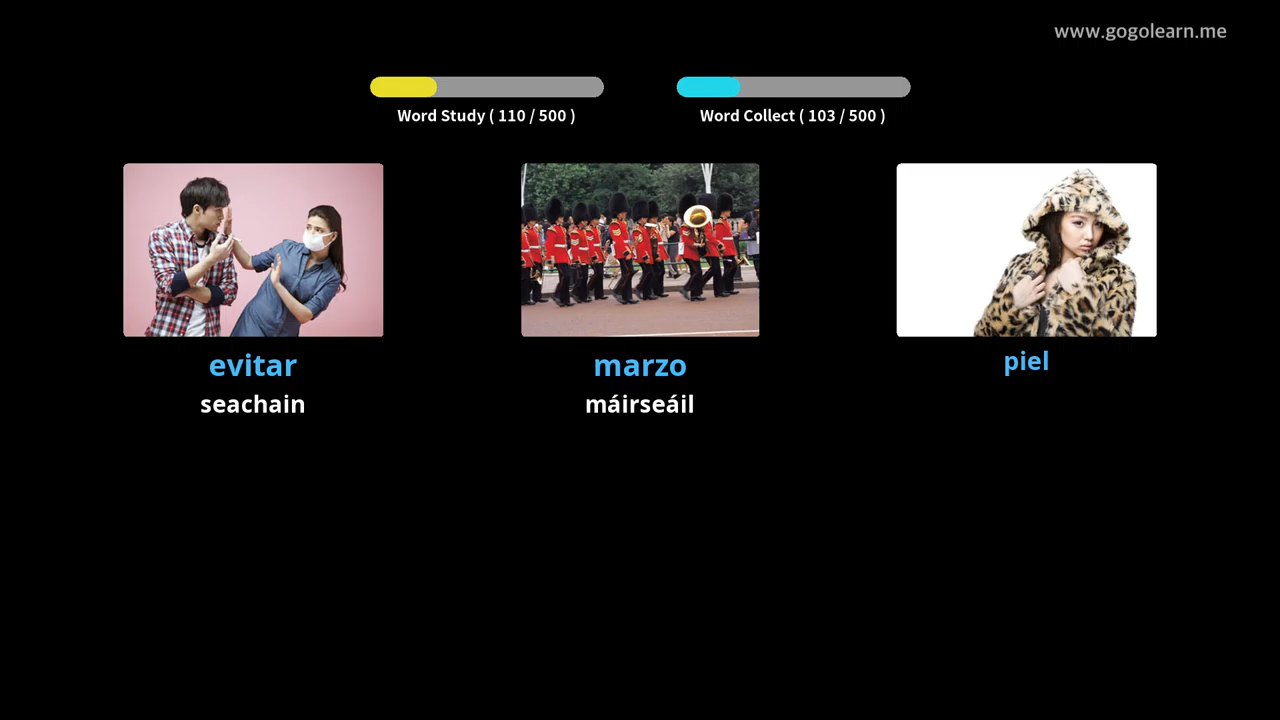 www.gogolearn.me
Word Study ( 110 / 500 )
Word Collect ( 103 / 500 )
evitar
seachain
marzo
máirseáil
piel